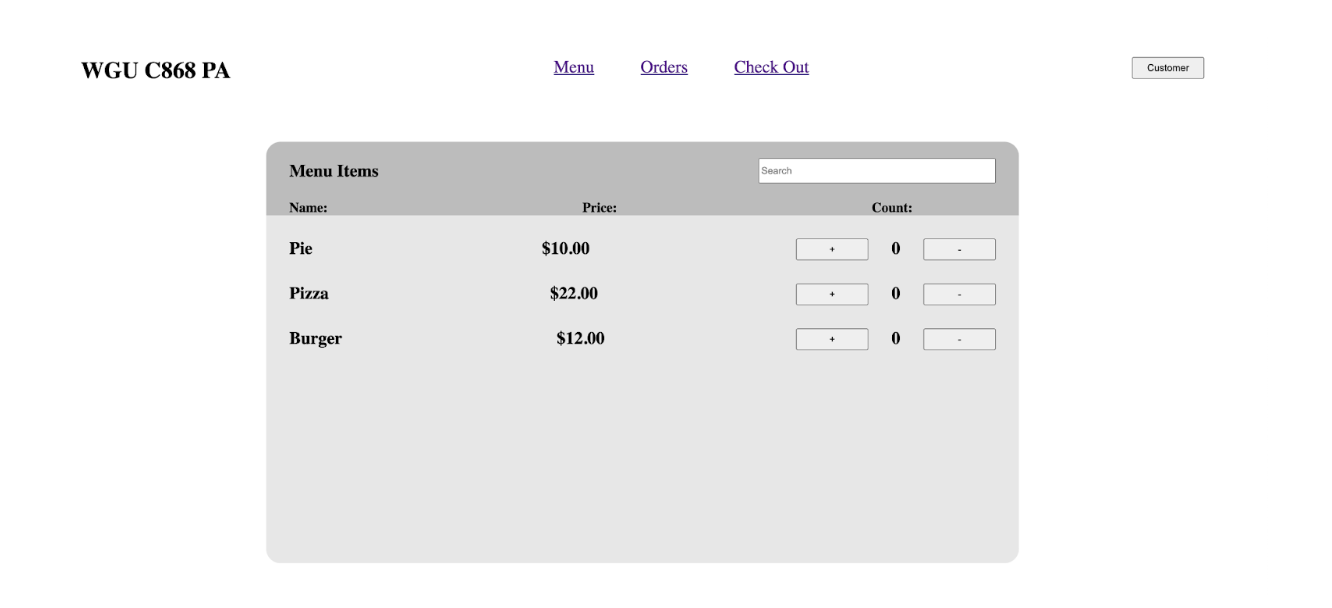 WGU C868 PA Menu Orders Check Out Customer
Menu Items Search
Name: Price: Count:
Pie $10.00 + 0 -
Pizza $22.00 + 0 -
Burger $12.00 + 0 -